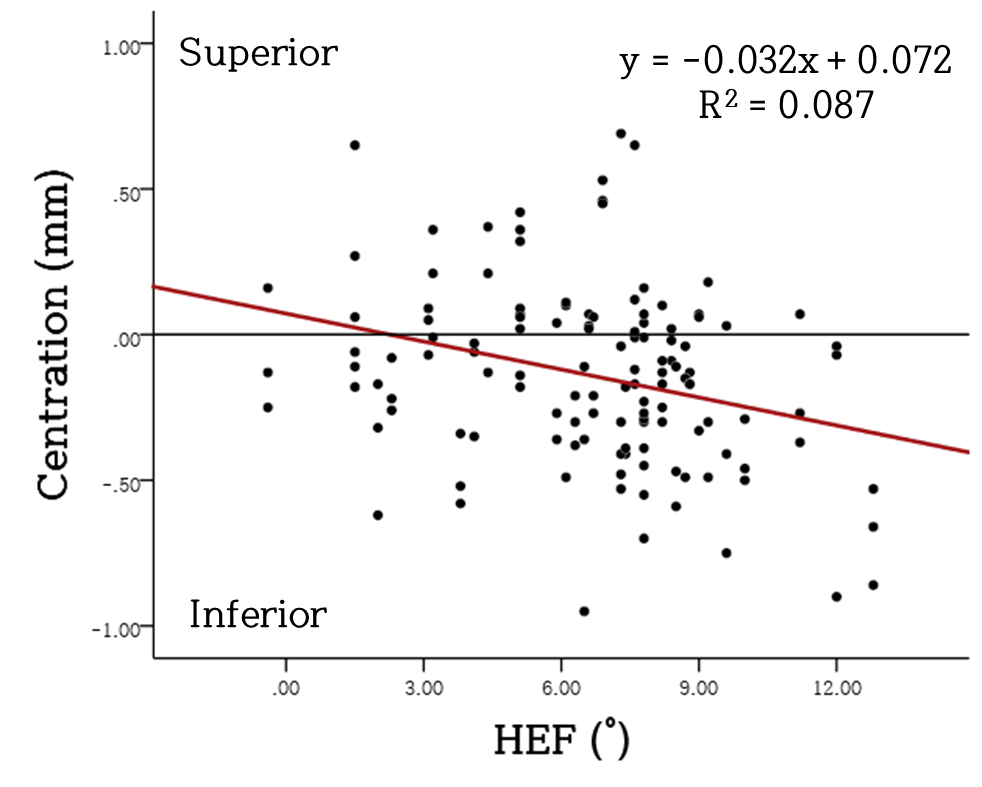 Superior
y = −0.032x + 0.072
R² = 0.087
Centration (mm)
1.00
.50
.00
-.50
-1.00
Inferior
.00 3.00 6.00 9.00 12.00
HEF (°)